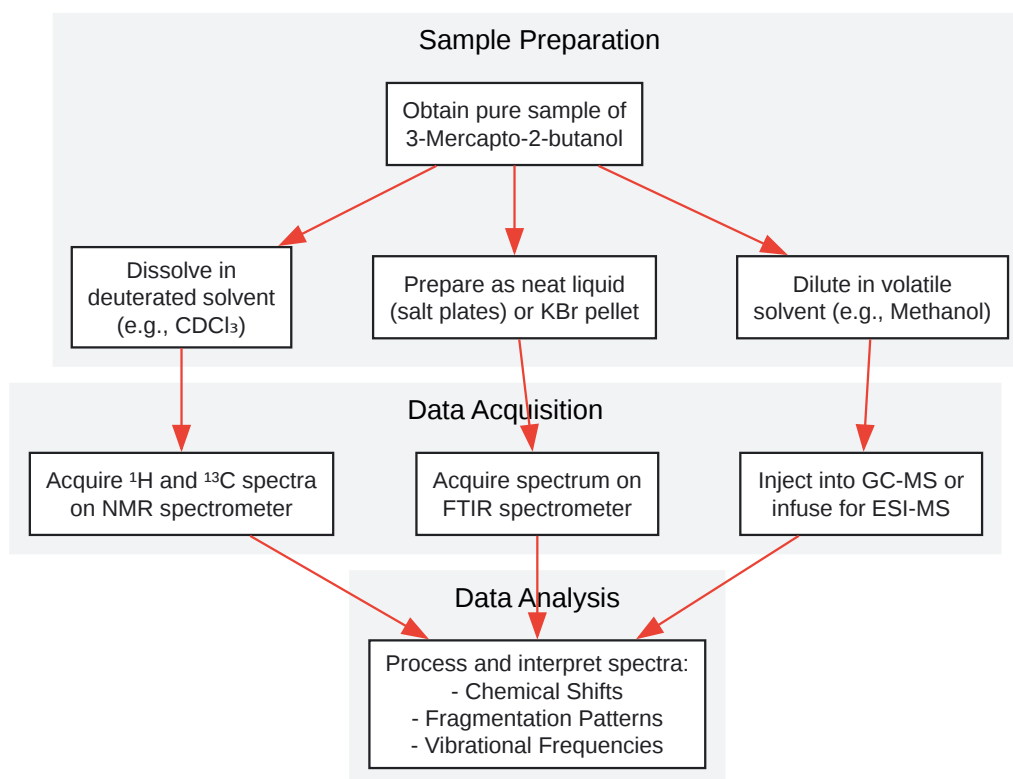 Sample Preparation
Obtain pure sample of
3-Mercapto-2-butanol
Dissolve in
deuterated solvent
(e.g., CDCl₃)
Prepare as neat liquid
(salt plates) or KBr pellet
Dilute in volatile
solvent (e.g., Methanol)
Data Acquisition
Acquire ¹H and ¹³C spectra
on NMR spectrometer
Acquire spectrum on
FTIR spectrometer
Inject into GC-MS or
infuse for ESI-MS
Data Analysis
Process and interpret spectra:
- Chemical Shifts
- Fragmentation Patterns
- Vibrational Frequencies